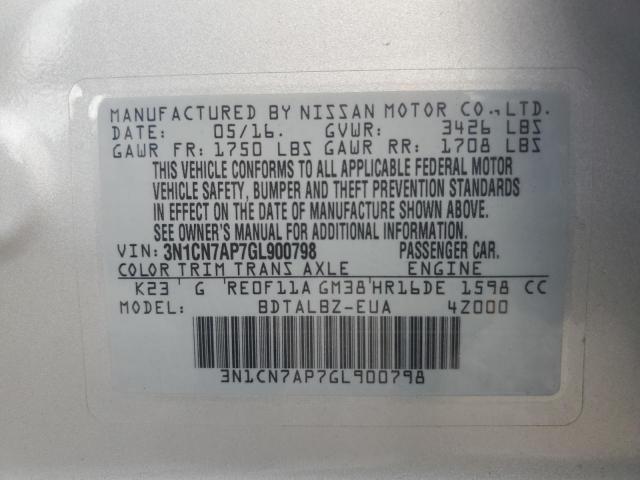 MANUFACTURED BY NISSAN MOTOR CO., LTD.
DATE: 05/16. GVWR: 3426 LBS
GAWR FR: 1750 LBS GAWR RR: 1708 LBS
THIS VEHICLE CONFORMS TO ALL APPLICABLE FEDERAL MOTOR
VEHICLE SAFETY, BUMPER AND THEFT PREVENTION STANDARDS
IN EFFECT ON THE DATE OF MANUFACTURE SHOWN ABOVE.
SEE OWNER'S MANUAL FOR ADDITIONAL INFORMATION.
VIN: 3N1CN7AP7GL900798 PASSENGER CAR.
COLOR TRIM TRANS AXLE ENGINE
K23 G RE0F11A GM38 HR16DE 1598 CC
MODEL: BDTALBZ-EUA 4Z000
3N1CN7AP7GL900798